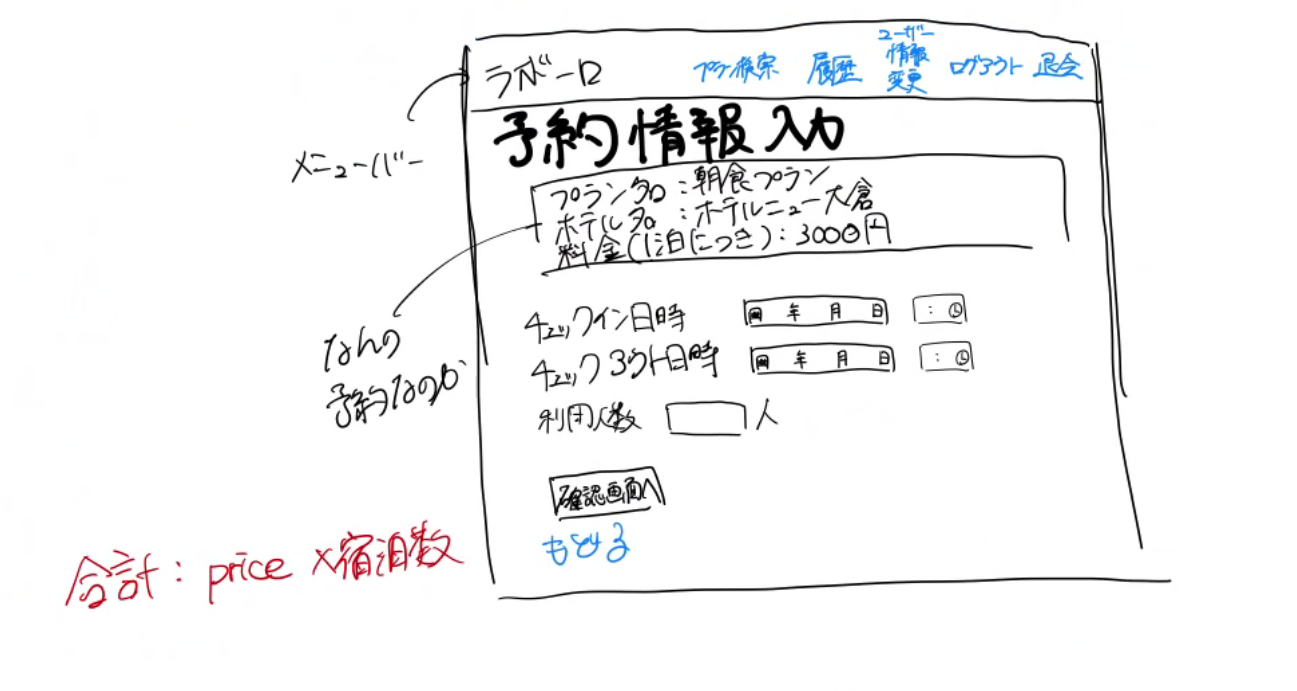 ラボーロ プラン検索 履歴 ユーザー情報変更 ログアウト 退会
メニューバー
予約情報入力
プラン名:朝食プラン
ホテル名:ホテルニュー大倉
料金(1泊につき):3000円
なんの
予約なのか
チェックイン日時 年 月 日 :
チェックアウト日時 年 月 日 :
利用人数 人
確認画面へ
もどる
合計:price×宿泊数